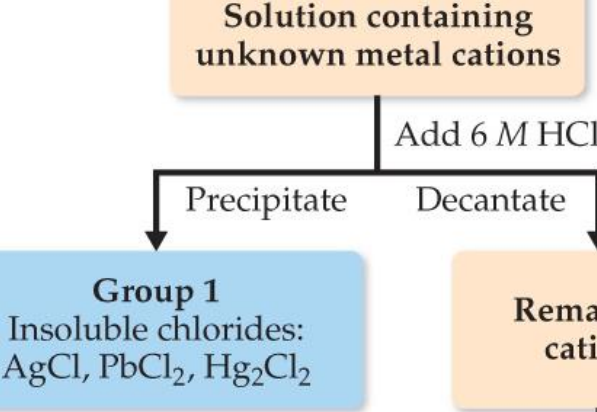 Solution containing
unknown metal cations
Add 6 M HCl
Precipitate Decantate
Group 1
Insoluble chlorides:
AgCl, PbCl₂, Hg₂Cl₂